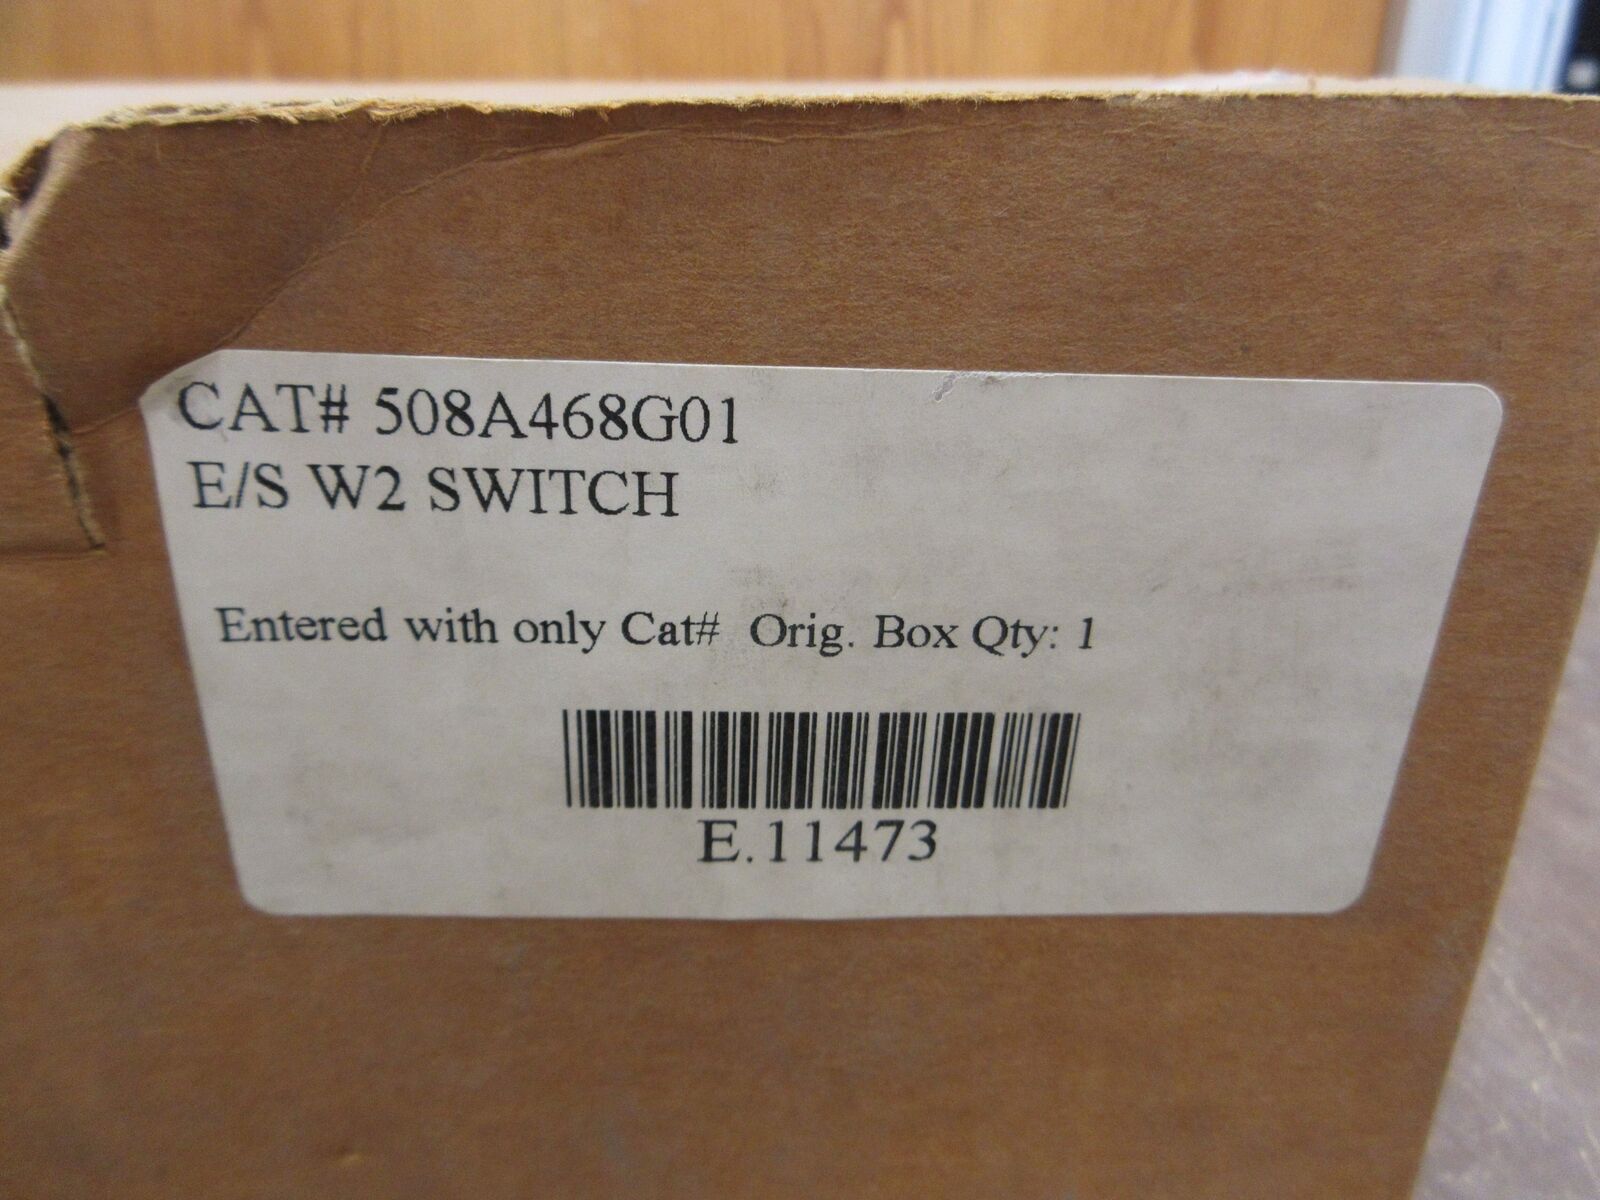 CAT# 508A468G01
E/S W2 SWITCH
Entered with only Cat# Orig. Box Qty: 1
E.11473